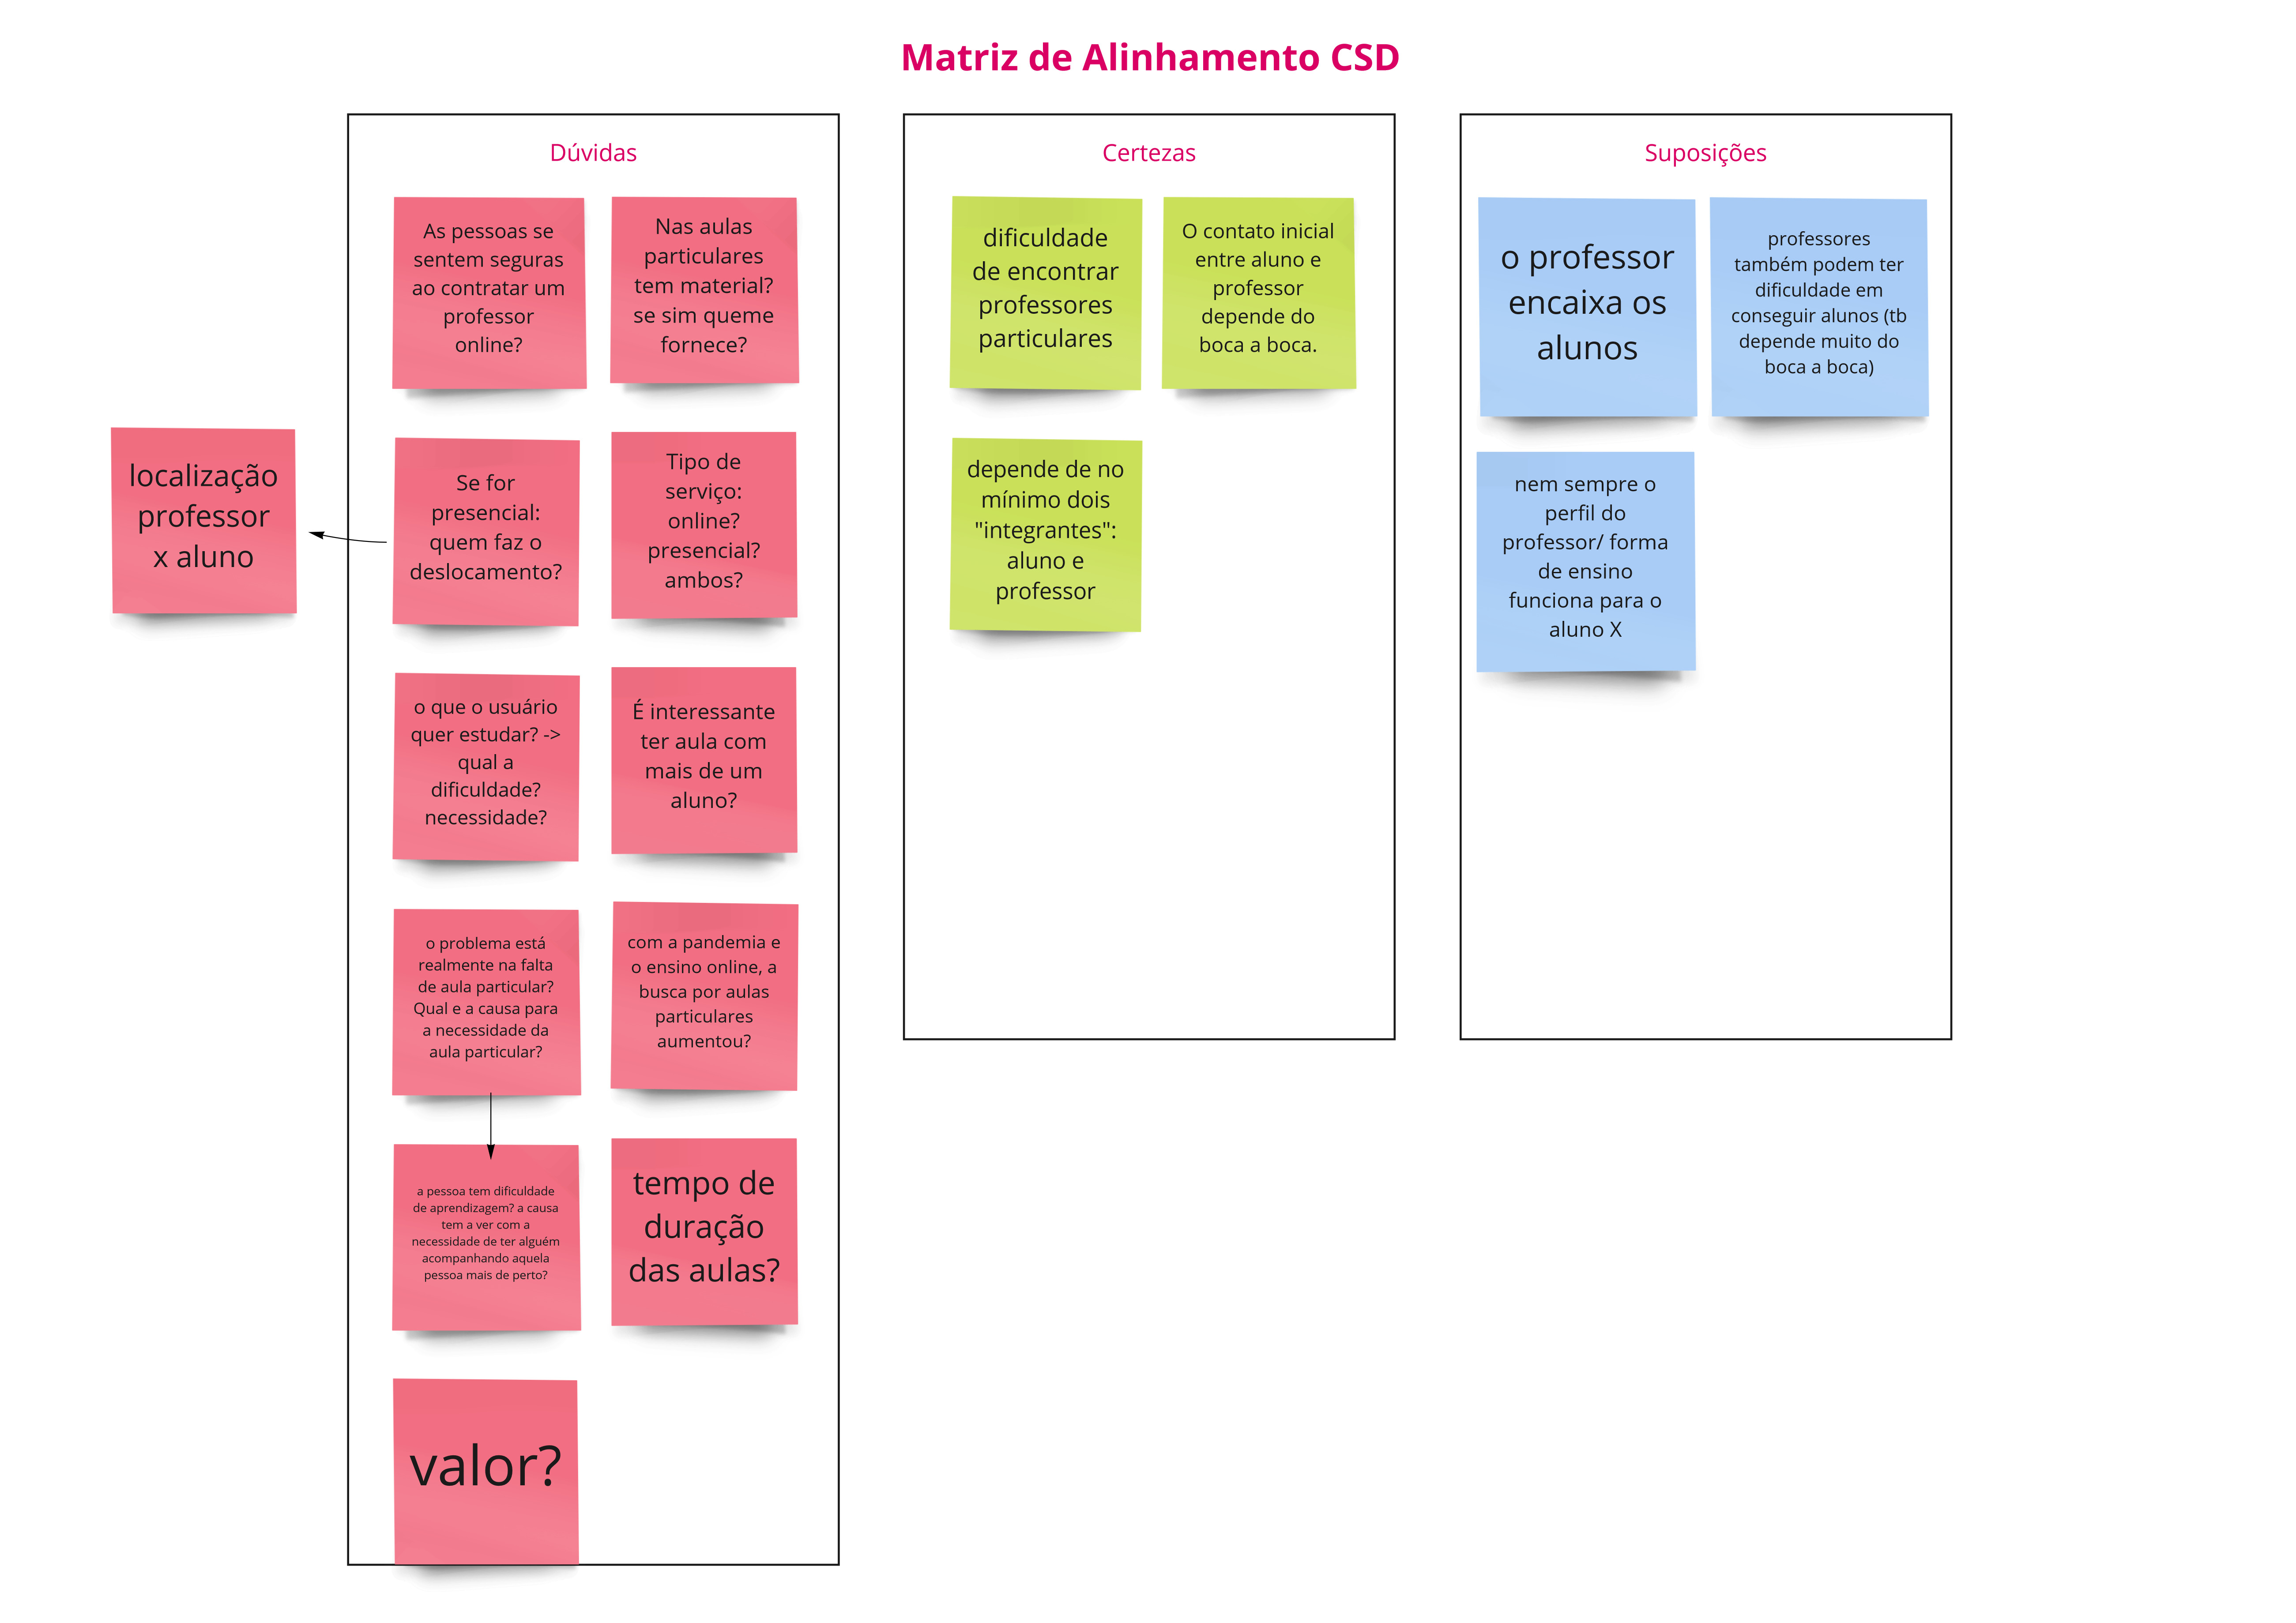 Matriz de Alinhamento CSD
Dúvidas
As pessoas se
sentem seguras
ao contratar um
professor
online?
Nas aulas
particulares
tem material?
se sim queme
fornece?
localização
professor
x aluno
Se for
presencial:
quem faz o
deslocamento?
Tipo de
serviço:
online?
presencial?
ambos?
o que o usuário
quer estudar? ->
qual a
dificuldade?
necessidade?
É interessante
ter aula com
mais de um
aluno?
o problema está
realmente na falta
de aula particular?
Qual e a causa para
a necessidade da
aula particular?
com a pandemia e
o ensino online, a
busca por aulas
particulares
aumentou?
a pessoa tem dificuldade
de aprendizagem? a causa
tem a ver com a
necessidade de ter alguém
acompanhando aquela
pessoa mais de perto?
tempo de
duração
das aulas?
valor?
Certezas
dificuldade
de encontrar
professores
particulares
O contato inicial
entre aluno e
professor
depende do
boca a boca.
depende de no
mínimo dois
"integrantes":
aluno e
professor
Suposições
o professor
encaixa os
alunos
professores
também podem ter
dificuldade em
conseguir alunos (tb
depende muito do
boca a boca)
nem sempre o
perfil do
professor/ forma
de ensino
funciona para o
aluno X